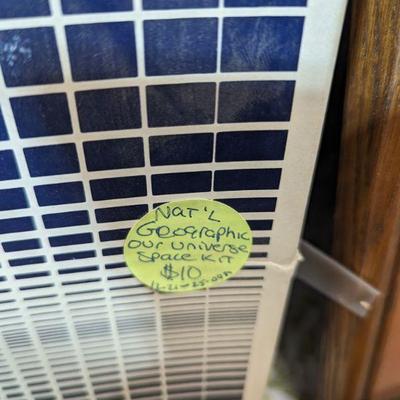 Nat'l
Geographic
Our Universe
Space Kit
$10